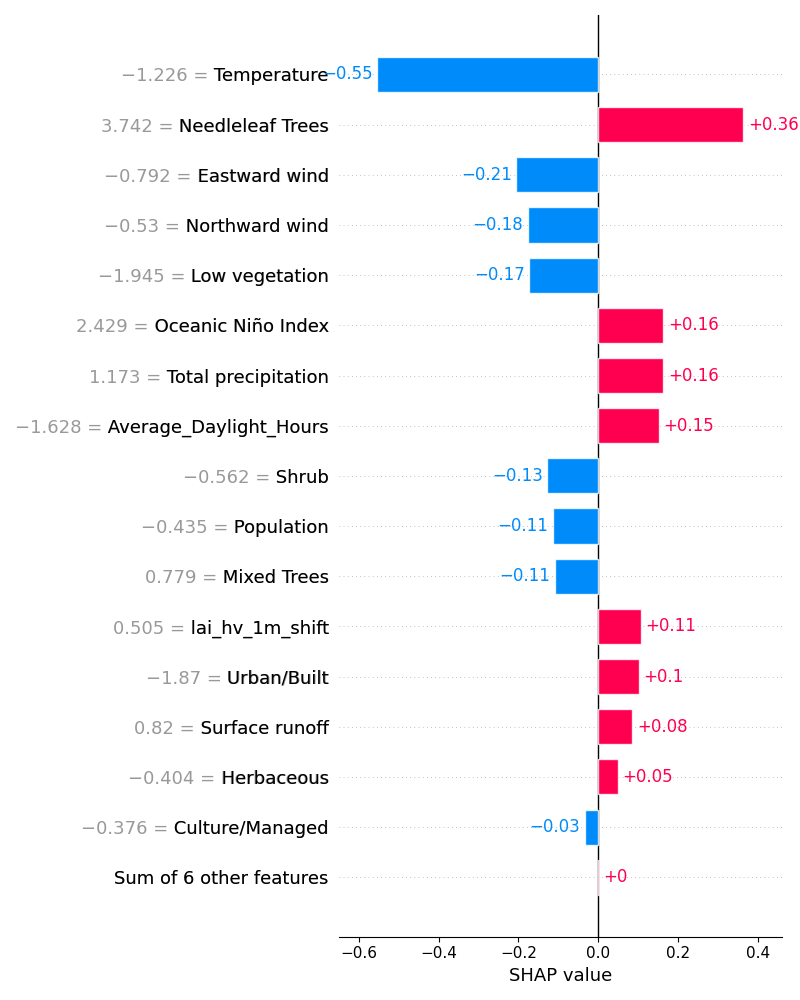 −1.226 = Temperature −0.55
3.742 = Needleleaf Trees +0.36
−0.792 = Eastward wind −0.21
−0.53 = Northward wind −0.18
−1.945 = Low vegetation −0.17
2.429 = Oceanic Niño Index +0.16
1.173 = Total precipitation +0.16
−1.628 = Average_Daylight_Hours +0.15
−0.562 = Shrub −0.13
−0.435 = Population −0.11
0.779 = Mixed Trees −0.11
0.505 = lai_hv_1m_shift +0.11
−1.87 = Urban/Built +0.1
0.82 = Surface runoff +0.08
−0.404 = Herbaceous +0.05
−0.376 = Culture/Managed −0.03
Sum of 6 other features +0
−0.6 −0.4 −0.2 0.0 0.2 0.4
SHAP value